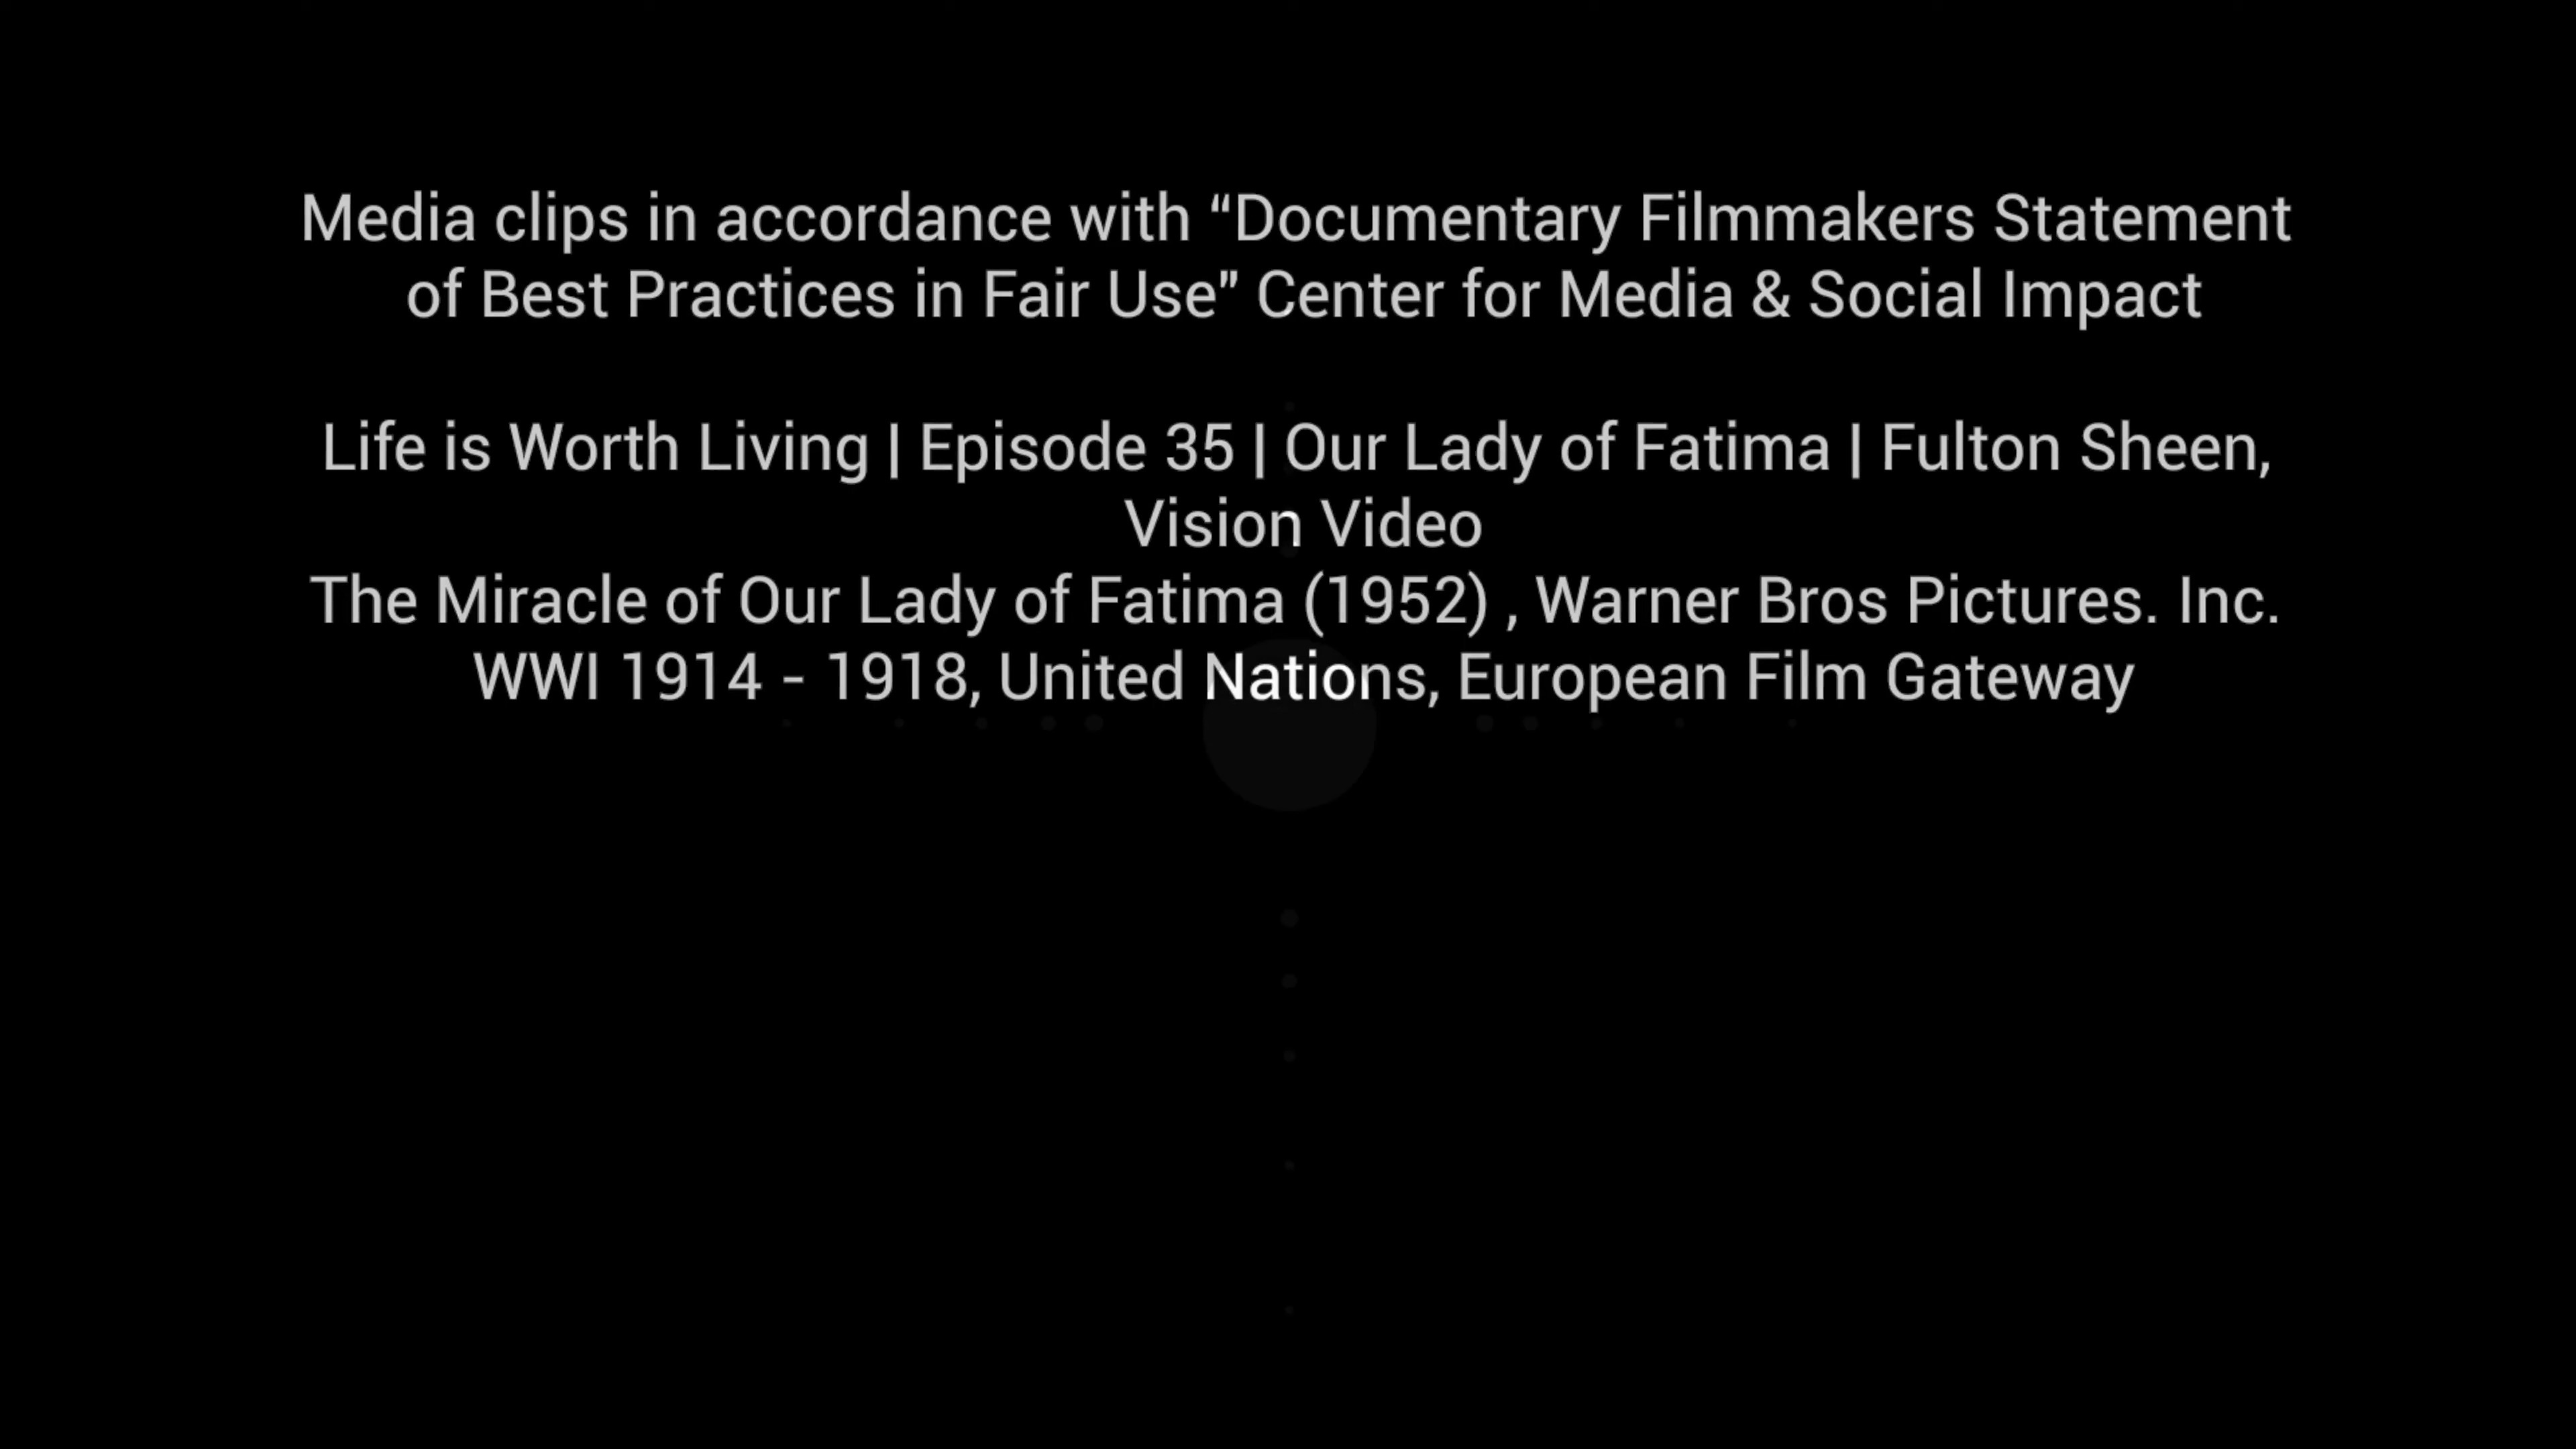 Media clips in accordance with “Documentary Filmmakers Statement
of Best Practices in Fair Use” Center for Media & Social Impact
Life is Worth Living | Episode 35 | Our Lady of Fatima | Fulton Sheen,
Vision Video
The Miracle of Our Lady of Fatima (1952) , Warner Bros Pictures. Inc.
WWI 1914 - 1918, United Nations, European Film Gateway